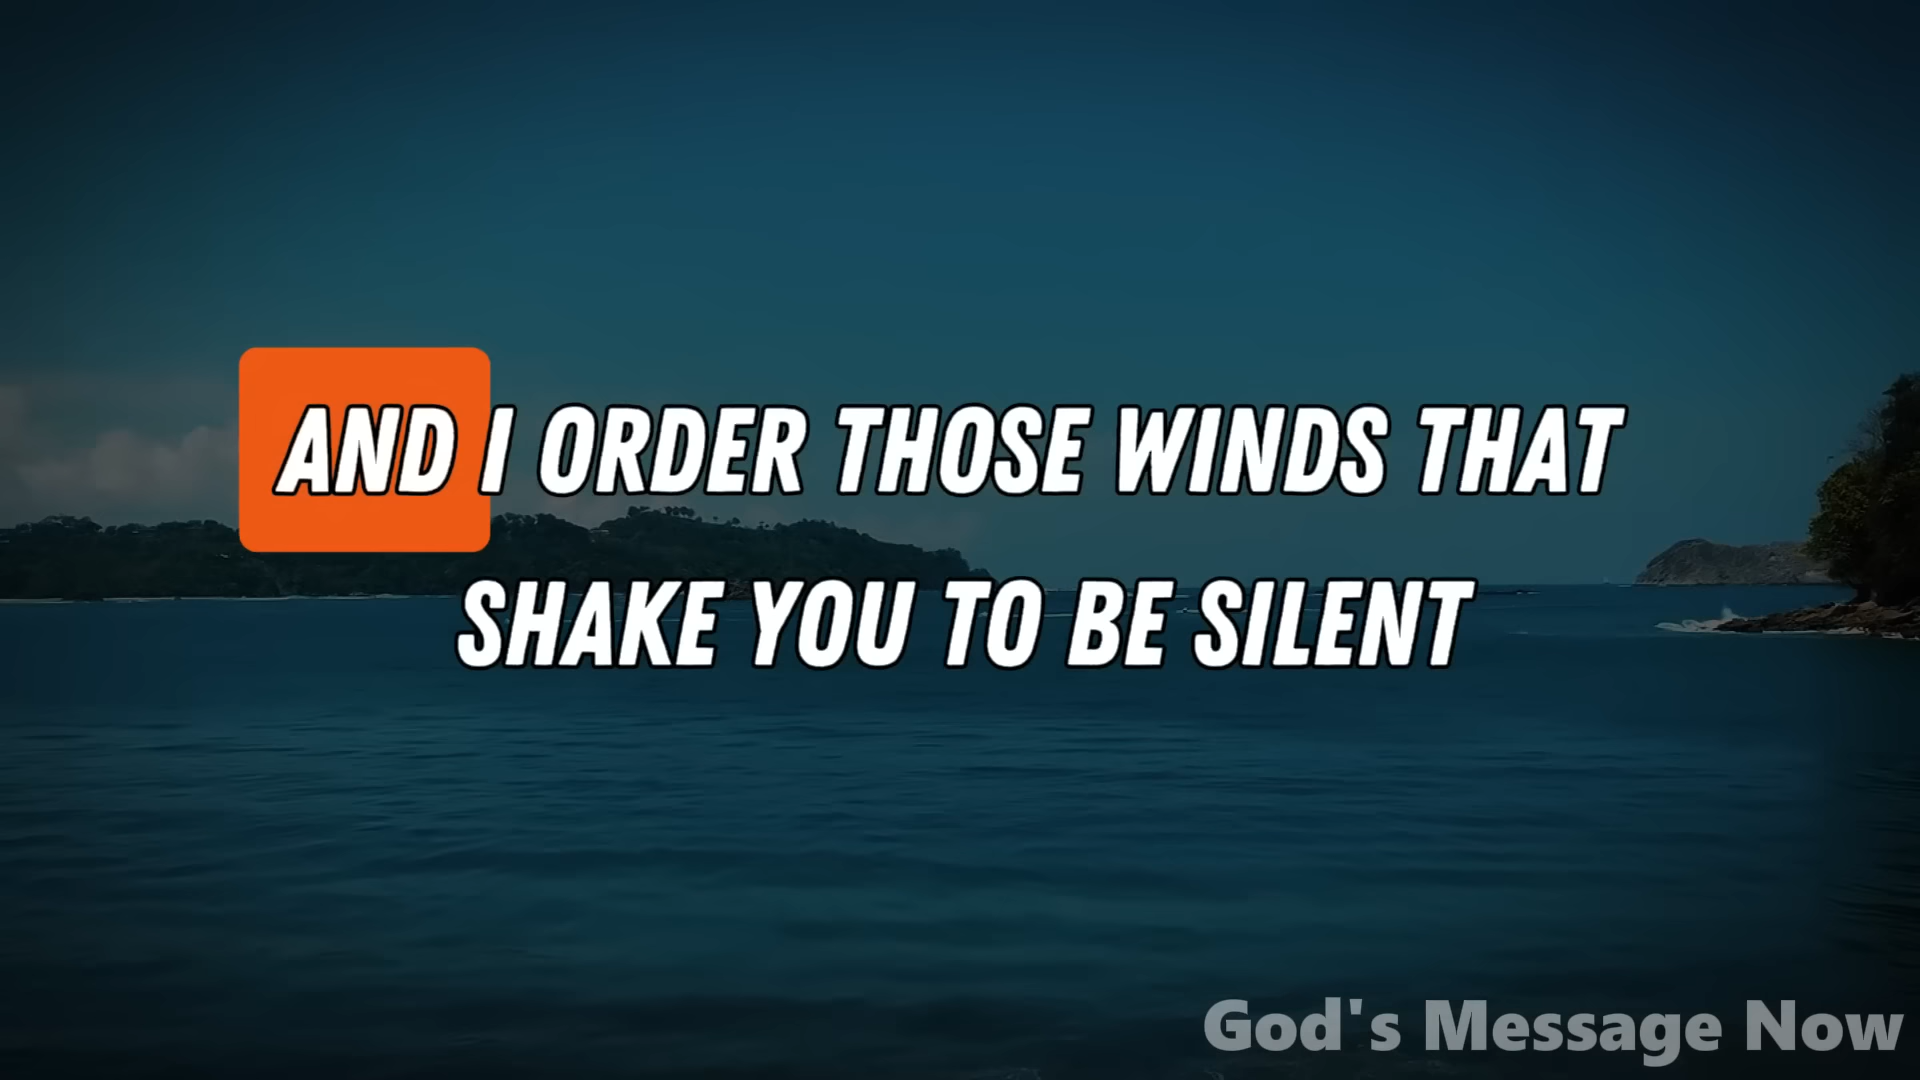 AND I ORDER THOSE WINDS THAT
SHAKE YOU TO BE SILENT
God's Message Now